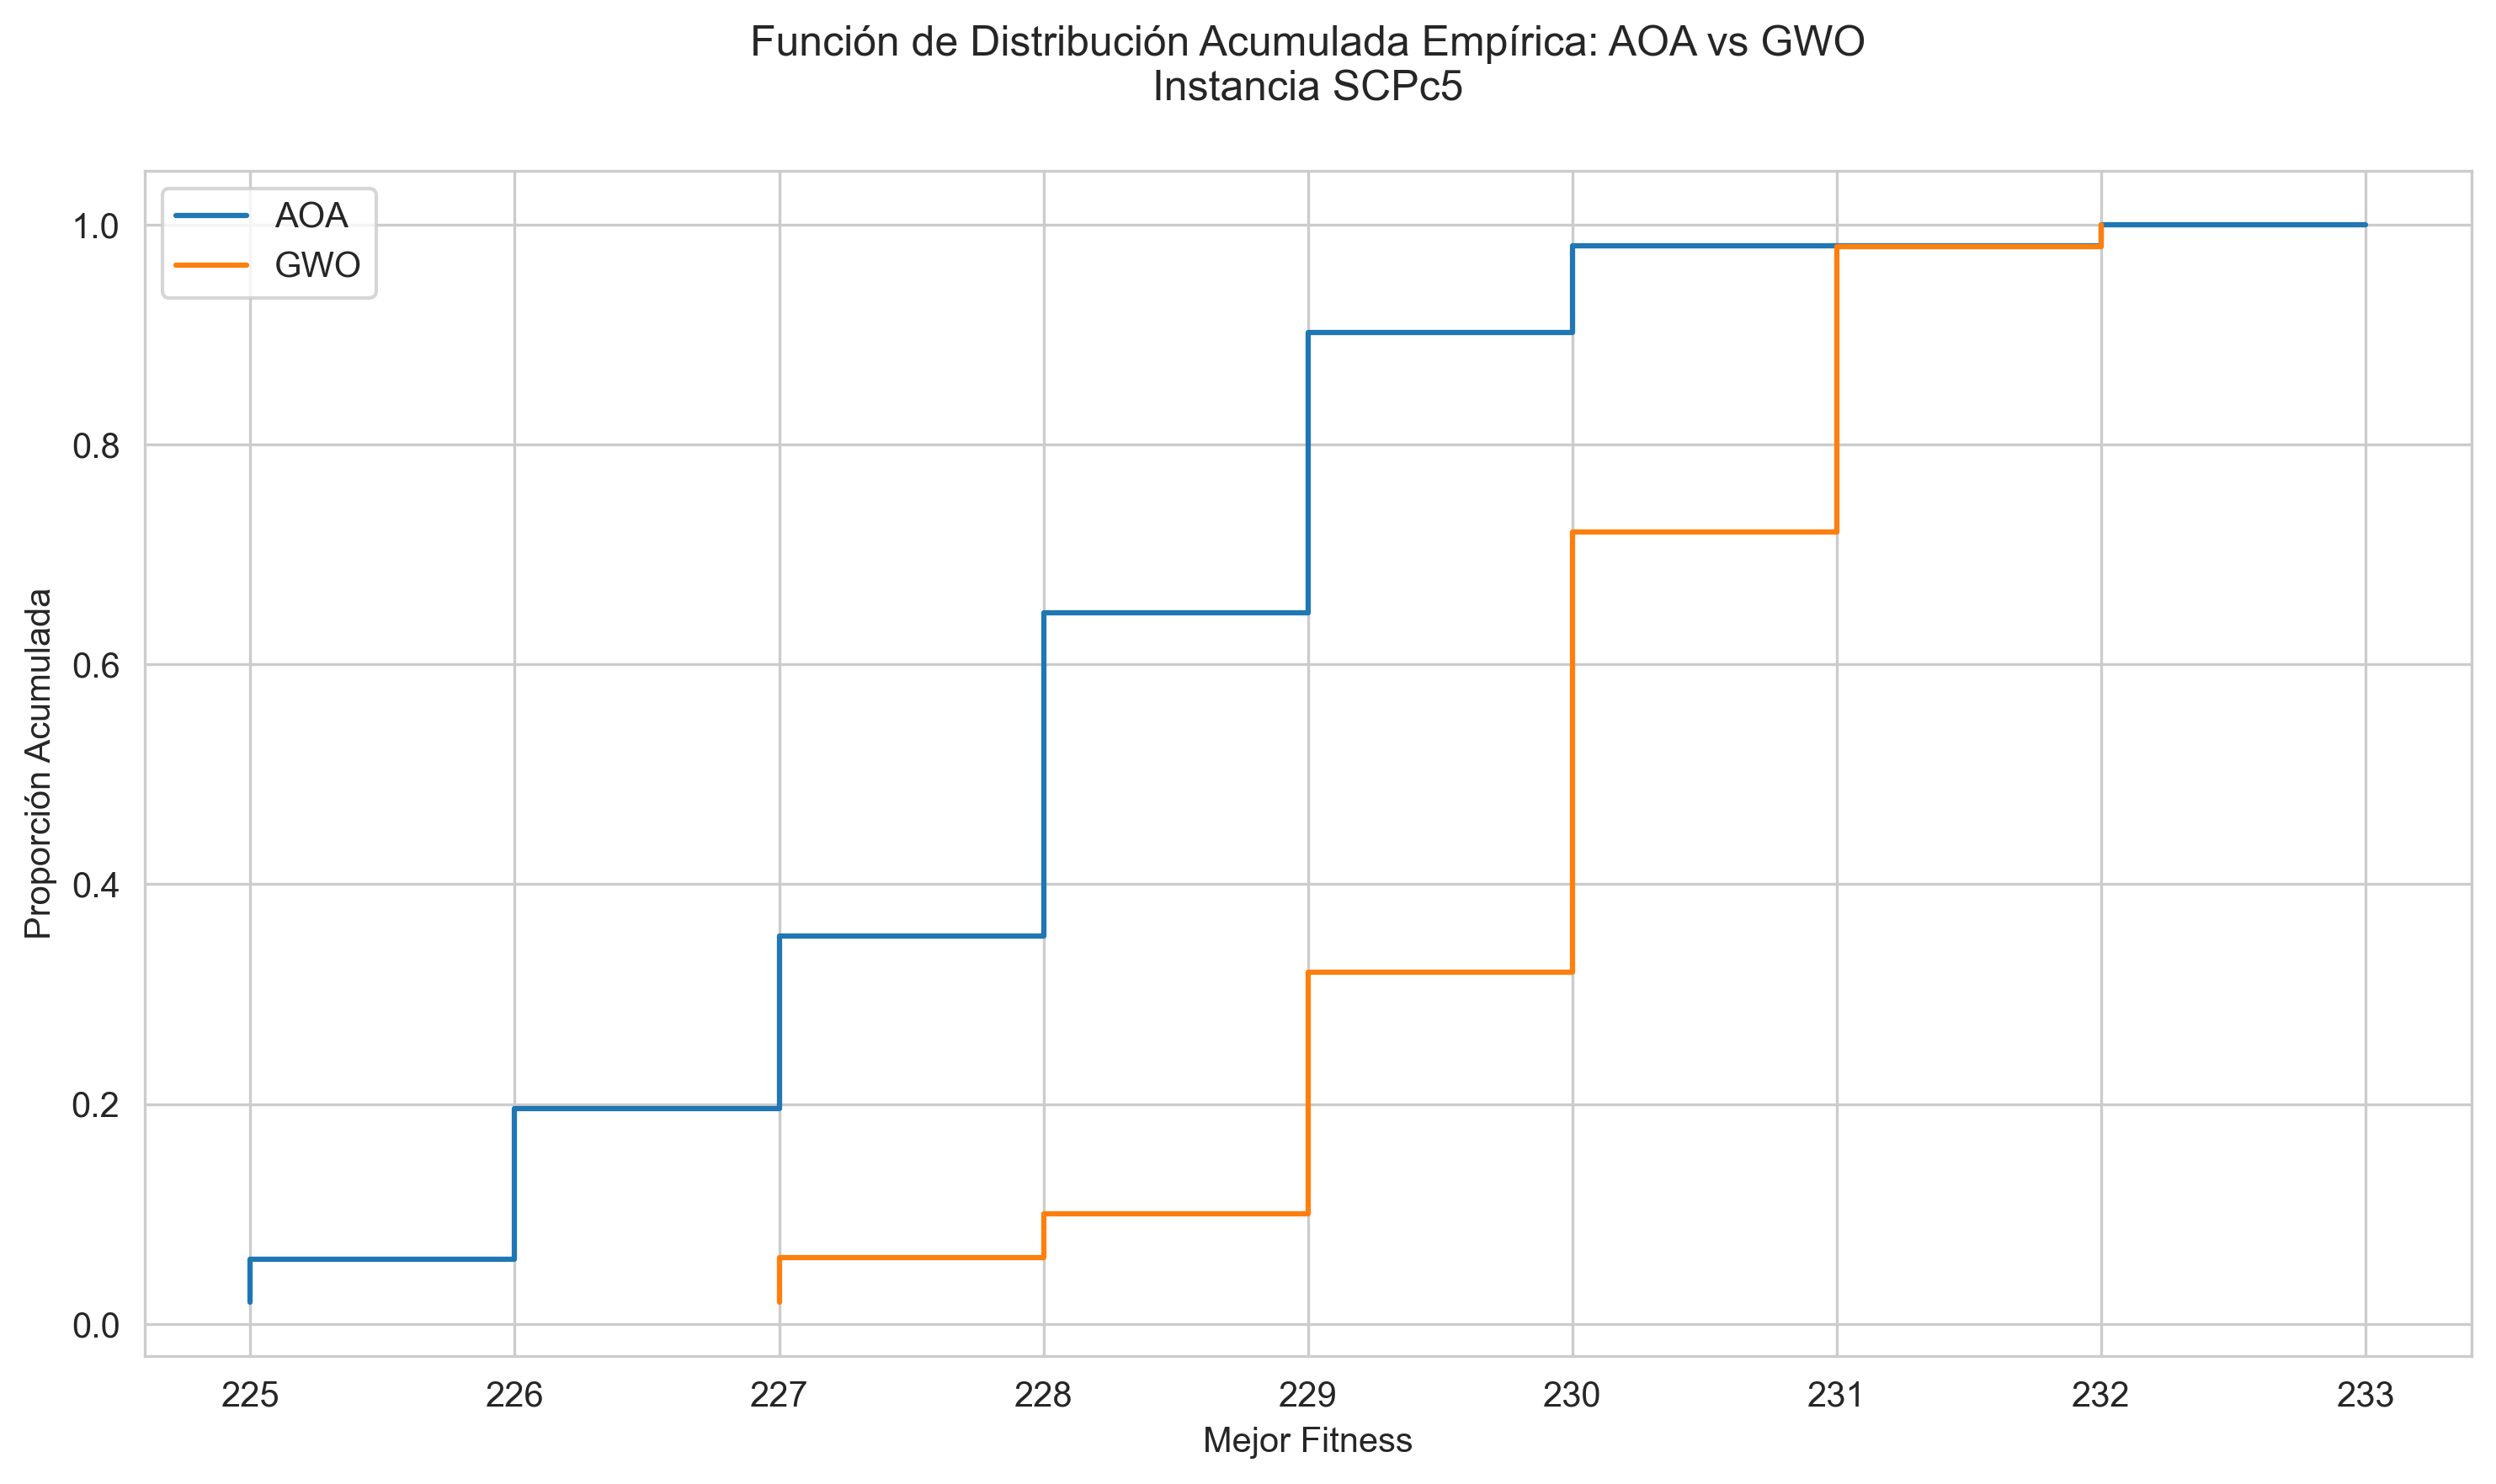 Función de Distribución Acumulada Empírica: AOA vs GWO
Instancia SCPc5
AOA
GWO
1.0
0.8
0.6
0.4
0.2
0.0
Proporción Acumulada
225 226 227 228 229 230 231 232 233
Mejor Fitness